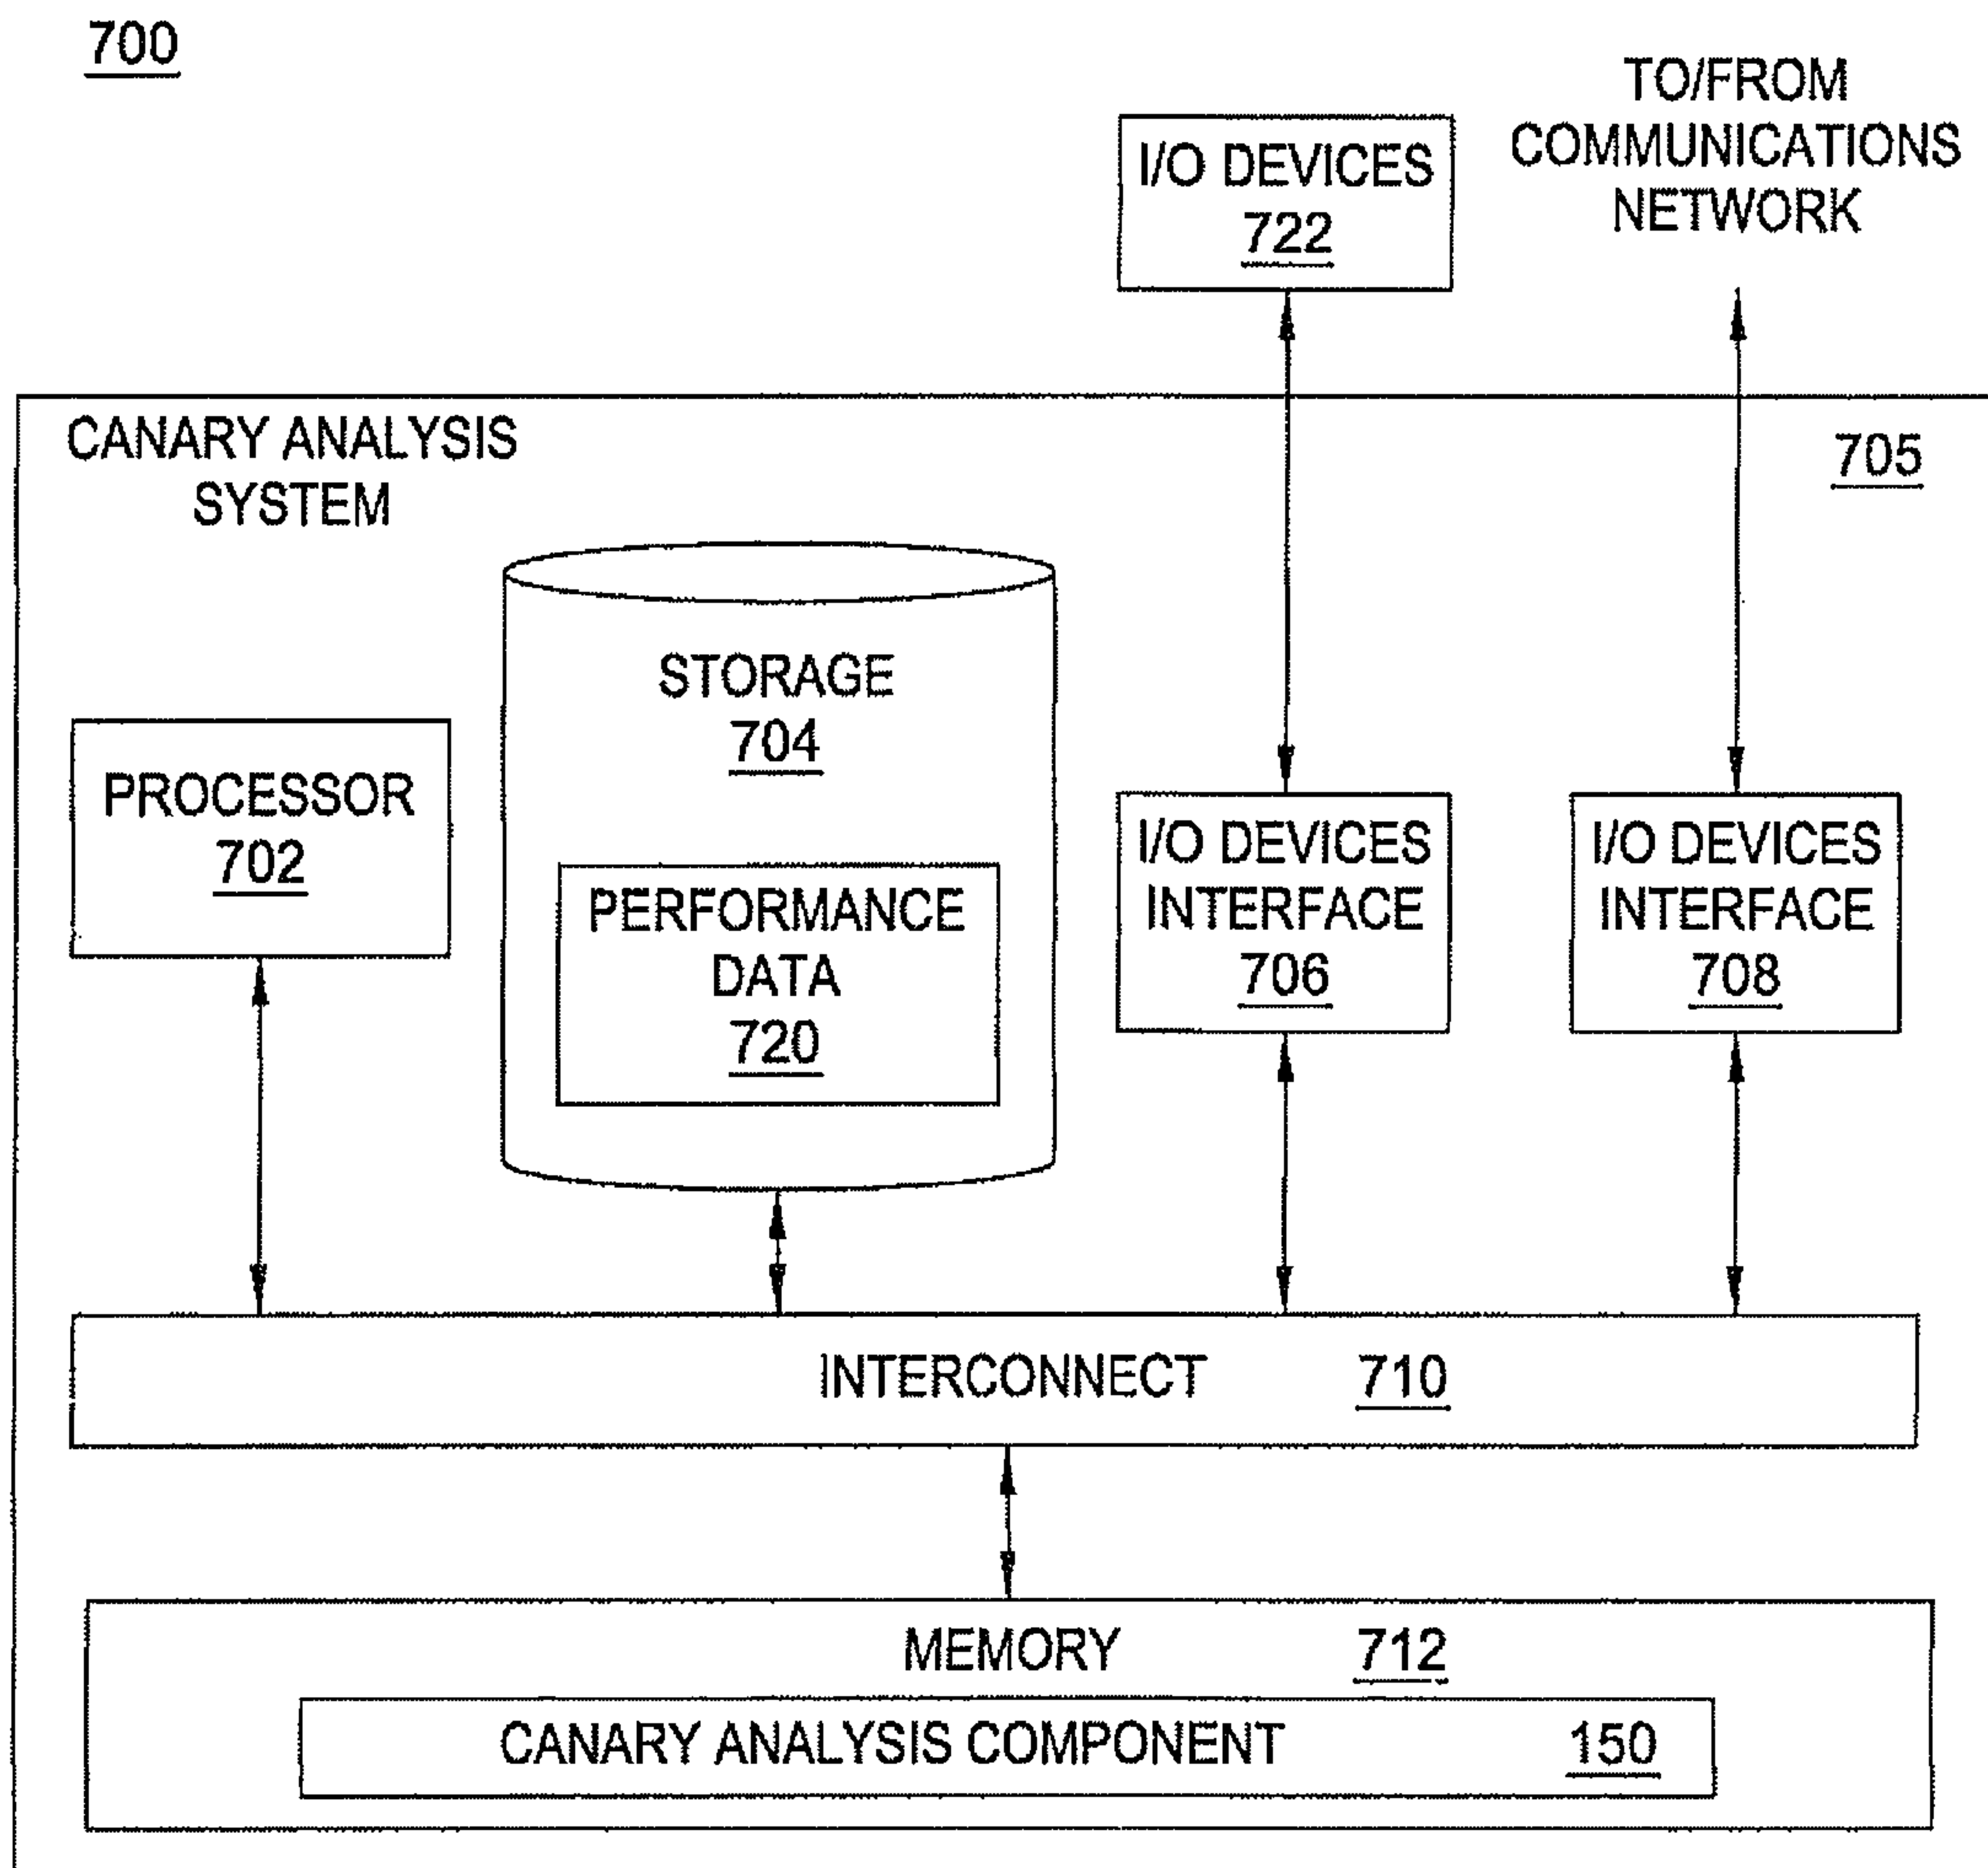 700
TO/FROM
COMMUNICATIONS
NETWORK
I/O DEVICES
722
CANARY ANALYSIS
SYSTEM
705
STORAGE
704
PROCESSOR
702
PERFORMANCE
DATA
720
I/O DEVICES
INTERFACE
706
I/O DEVICES
INTERFACE
708
INTERCONNECT 710
MEMORY 712
CANARY ANALYSIS COMPONENT 150